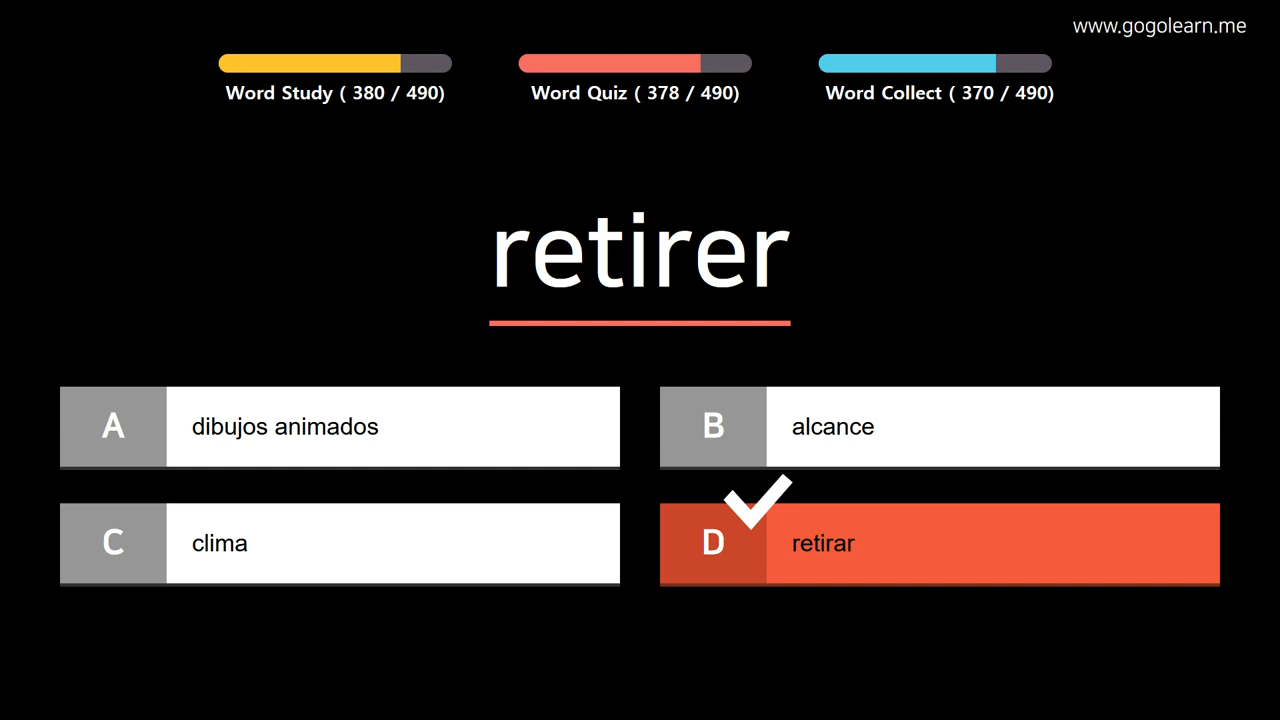 www.gogolearn.me
Word Study ( 380 / 490)
Word Quiz ( 378 / 490)
Word Collect ( 370 / 490)
retirer
A dibujos animados
B alcance
C clima
D retirar